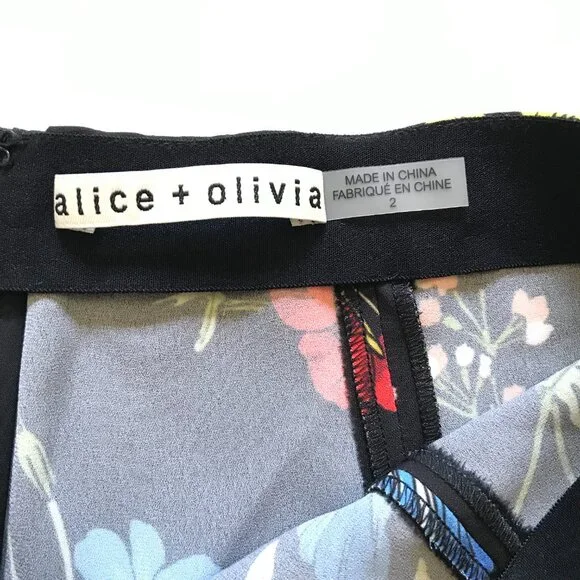 alice + olivia
MADE IN CHINA
FABRIQUÉ EN CHINE
2